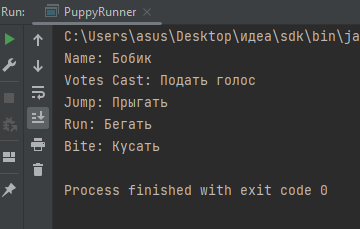 Run: PuppyRunner
C:\Users\asus\Desktop\идея\sdk\bin\ja
Name: Бобик
Votes Cast: Подать голос
Jump: Прыгать
Run: Бегать
Bite: Кусать
Process finished with exit code 0